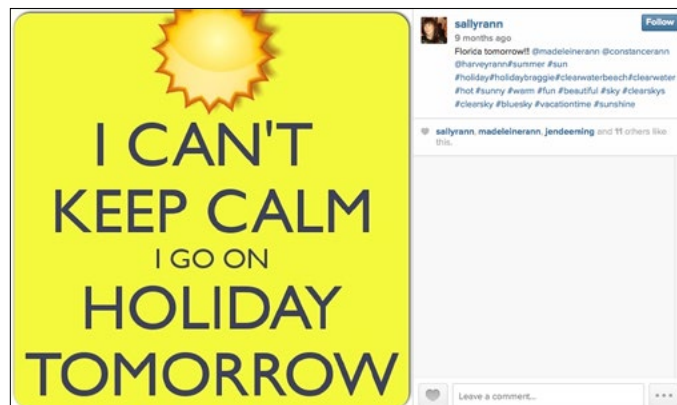 I CAN'T
KEEP CALM
I GO ON
HOLIDAY
TOMORROW
sallyrann
Follow
9 months ago
Florida tomorrow!! @madeleinerann @constancerann
@harveyrann#summer #sun
#holiday#holidaybraggie#clearwaterbeech#clearwater
#hot #sunny #warm #fun #beautiful #sky #clearskys
#clearsky #bluesky #vacationtime #sunshine
sallyrann, madeleinerann, jendeeming and 11 others like
this.
Leave a comment...